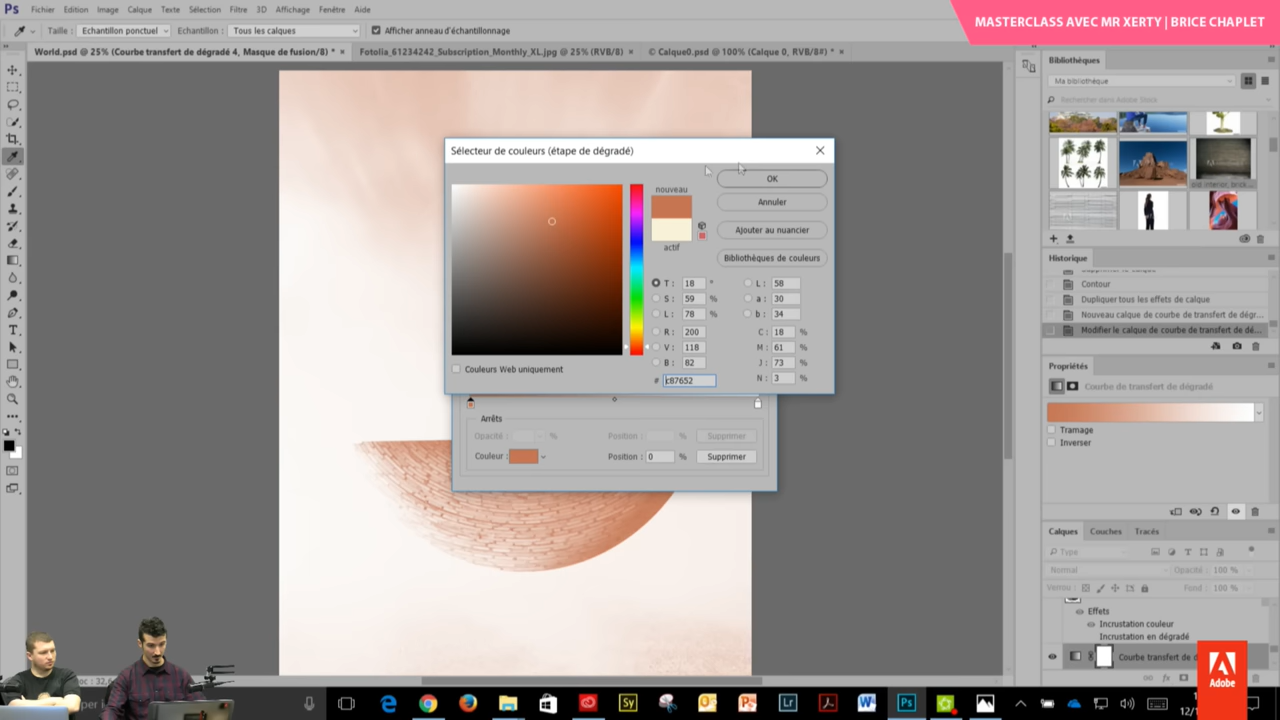 Ps Fichier Edition Image Calque Texte Sélection Filtre 3D Affichage Fenêtre Aide
MASTERCLASS AVEC MR XERTY | BRICE CHAPLET
Taille : Echantillon ponctuel Echantillon : Tous les calques Afficher anneau d'échantillonnage
World.psd @ 25% (Courbe transfert de dégradé 4, Masque de fusion/8) * × Fotolia_61234242_Subscription_Monthly_XL.jpg @ 25% (RVB/8) × © Calque0.psd @ 100% (Calque 0, RVB/8#) * ×
Bibliothèques
Ma bibliothèque
Rechercher dans Adobe Stock
old, interior, brick...
Sélecteur de couleurs (étape de dégradé)
nouveau
actif
OK
Annuler
Ajouter au nuancier
Bibliothèques de couleurs
T : 18 ° L : 58
S : 59 % a : 30
L : 78 % b : 34
R : 200 C : 18 %
V : 118 M : 61 %
B : 82 J : 73 %
# c87652 N : 3 %
Couleurs Web uniquement
Arrêts
Opacité : % Position : % Supprimer
Couleur : Position : 0 % Supprimer
Historique
Contour
Dupliquer tous les effets de calque
Nouveau calque de courbe de transfert de dégr...
Modifier le calque de courbe de transfert de dé...
Propriétés
Courbe de transfert de dégradé
Tramage
Inverser
Calques Couches Tracés
Type
Normal Opacité : 100 %
Verrou : Fond : 100 %
Effets
Incrustation couleur
Incrustation en dégradé
Courbe transfert de
Adobe